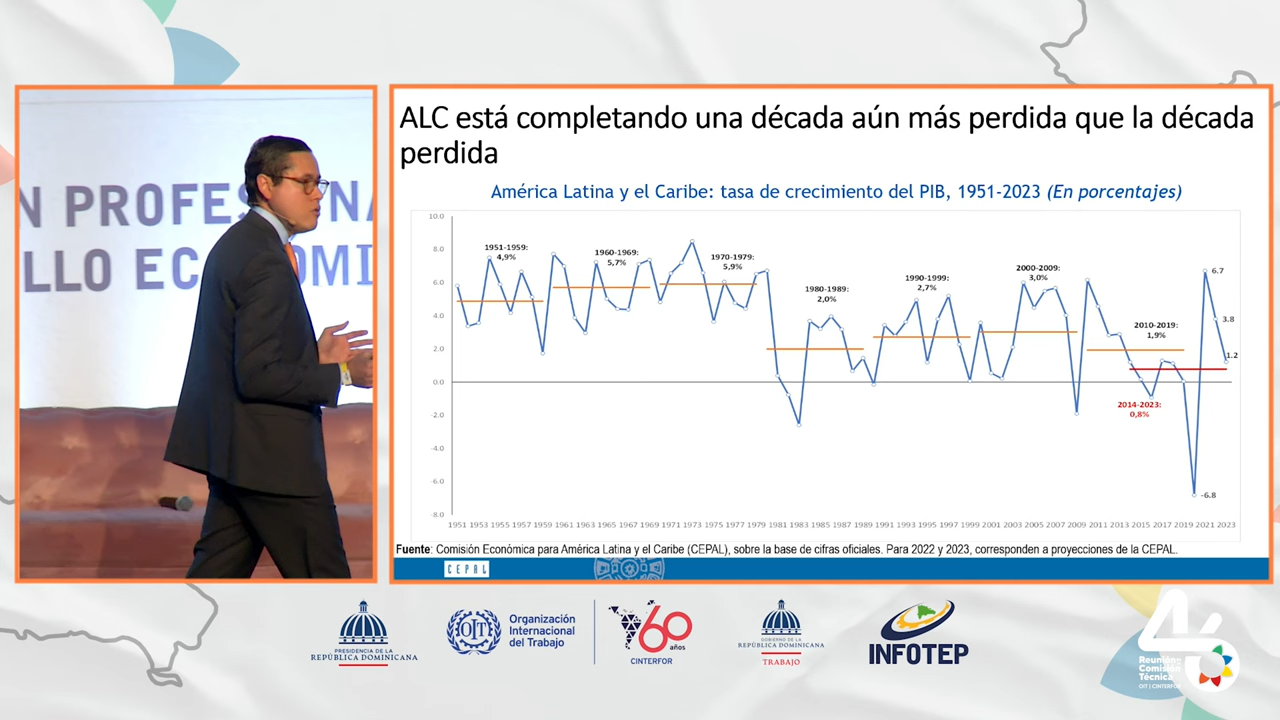 N PROFES
NA
LLO EC
OMI
ALC está completando una década aún más perdida que la década
perdida
América Latina y el Caribe: tasa de crecimiento del PIB, 1951-2023 (En porcentajes)
10.0
8.0
6.0
4.0
2.0
0.0
-2.0
-4.0
-6.0
-8.0
1951-1959:
4,9%
1960-1969:
5,7%
1970-1979:
5,9%
1980-1989:
2,0%
1990-1999:
2,7%
2000-2009:
3,0%
2010-2019:
1,9%
2014-2023:
0,8%
6.7
3.8
1.2
-6.8
1951 1953 1955 1957 1959 1961 1963 1965 1967 1969 1971 1973 1975 1977 1979 1981 1983 1985 1987 1989 1991 1993 1995 1997 1999 2001 2003 2005 2007 2009 2011 2013 2015 2017 2019 2021 2023
Fuente: Comisión Económica para América Latina y el Caribe (CEPAL), sobre la base de cifras oficiales. Para 2022 y 2023, corresponden a proyecciones de la CEPAL.
CEPAL
PRESIDENCIA DE LA
REPÚBLICA DOMINICANA
OIT
Organización
Internacional
del Trabajo
60
años
CINTERFOR
GOBIERNO DE LA
REPÚBLICA DOMINICANA
TRABAJO
INFOTEP
46
Reunión
Comisión
Técnica
OIT | CINTERFOR